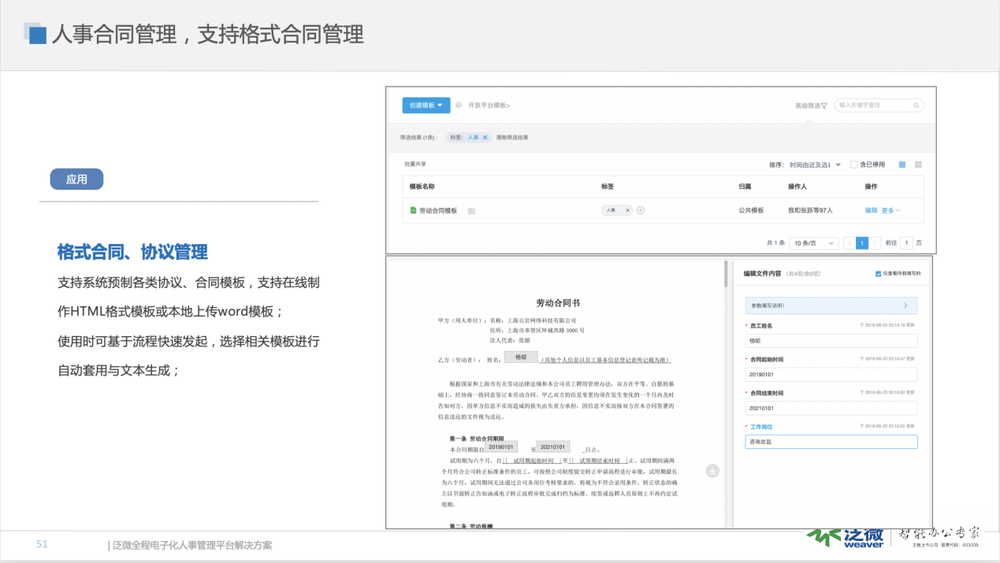 人事合同管理，支持格式合同管理
应用
格式合同、协议管理
支持系统预制各类协议、合同模板，支持在线制
作HTML格式模板或本地上传word模板；
使用时可基于流程快速发起，选择相关模板进行
自动套用与文本生成；
创建模板 开放平台模板> 高级筛选 输入关键字查找
筛选结果 (1条)： 标签： 人事 ✕ 清除筛选结果
批量共享 排序： 时间由近及远 含已停用
模板名称 标签 归属 操作人 操作
劳动合同模板 人事 ✕ 公共模板 我和张跃等97人 编辑 更多
共 1 条 10 条/页 1 前往 1 页
劳动合同书
甲方（用人单位）：名称：上海亘岩网络科技有限公司
住所：上海市奉贤区环城西路 3006 号
法人代表：张丽
乙方（劳动者）： 姓名： 杨昭 （其他个人信息以员工基本信息登记表所记载为准）
根据国家和上海市有关劳动法律法规和本公司员工聘用管理办法，双方在平等、自愿的基
础上，经协商一致同意签订本劳动合同。甲乙双方的信息变更均须在发生变化的一个月内及时
告知对方，因单方信息不实而造成的损失由失责方承担，因信息不实而按双方在本合同签署的
信息送达的文件视为送达。
第一条 劳动合同期限
本合同期限自 20190101 至 20210101 _日止。
试用期为六个月，自[[ 试用期起始时间 ]至[[ 试用期结束时间 ]止。试用期间满两
个月符合公司转正标准条件的员工，可按照公司制度提交转正申请流程进行审批，试用期最长
为六个月，试用期间无法通过公司各岗位考核要求的，将视为不符合录用条件。转正状态的确
立以书面转正告知函或电子转正流程审批完成归档为标准。续签或返聘人员原则上不再约定试
用期。
第二条 劳动报酬
编辑文件内容 （共4项/余0项） 仅查看待我填写的
参数填写说明！
* 员工姓名 于 2019-09-20 20:14:19 更新
杨昭
* 合同起始时间 于 2019-09-20 20:16:47 更新
20190101
* 合同结束时间 于 2019-09-20 20:16:52 更新
20210101
* 工作岗位 于 2019-09-20 20:16:52 更新
咨询总监
51 | 泛微全程电子化人事管理平台解决方案
泛微 weaver 智能办公专家
主板上市公司 股票代码：603039